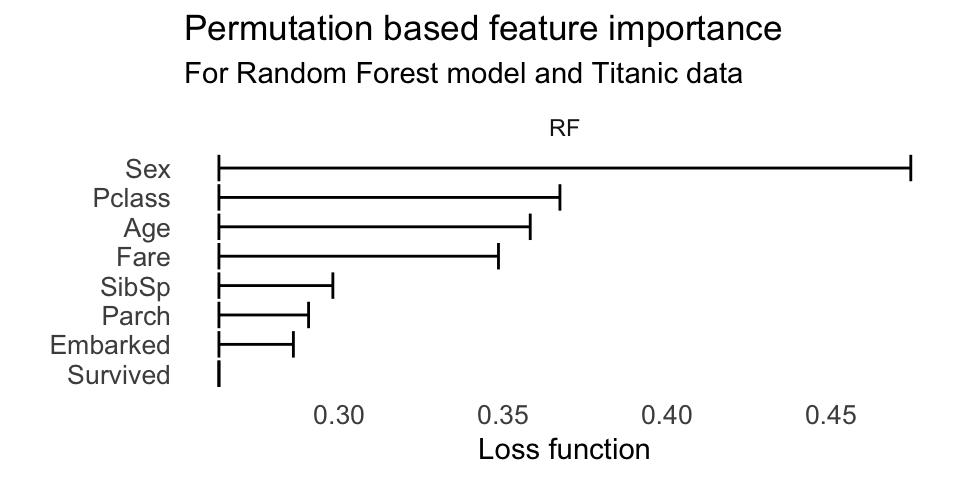 Permutation based feature importance
For Random Forest model and Titanic data
RF
Sex
Pclass
Age
Fare
SibSp
Parch
Embarked
Survived
0.30 0.35 0.40 0.45
Loss function